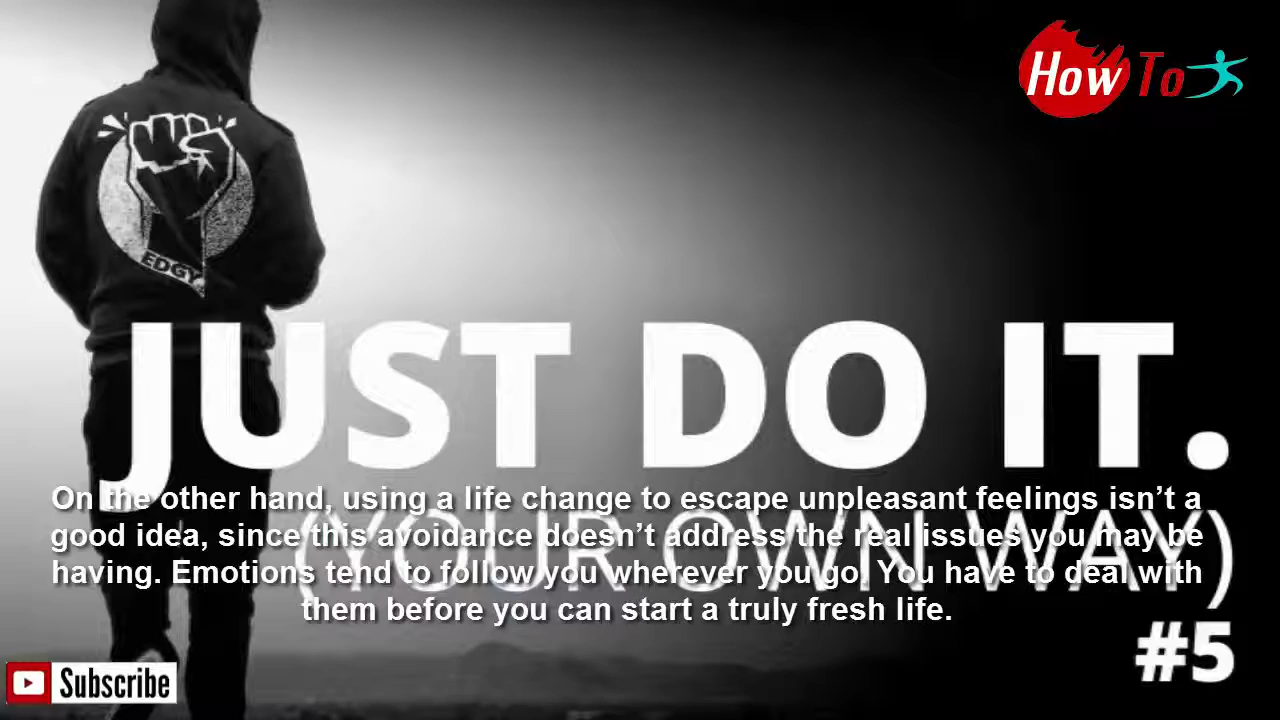 How To
EDGY
JUST DO IT.
(YOUR OWN WAY)
On the other hand, using a life change to escape unpleasant feelings isn’t a
good idea, since this avoidance doesn’t address the real issues you may be
having. Emotions tend to follow you wherever you go. You have to deal with
them before you can start a truly fresh life.
#5
Subscribe